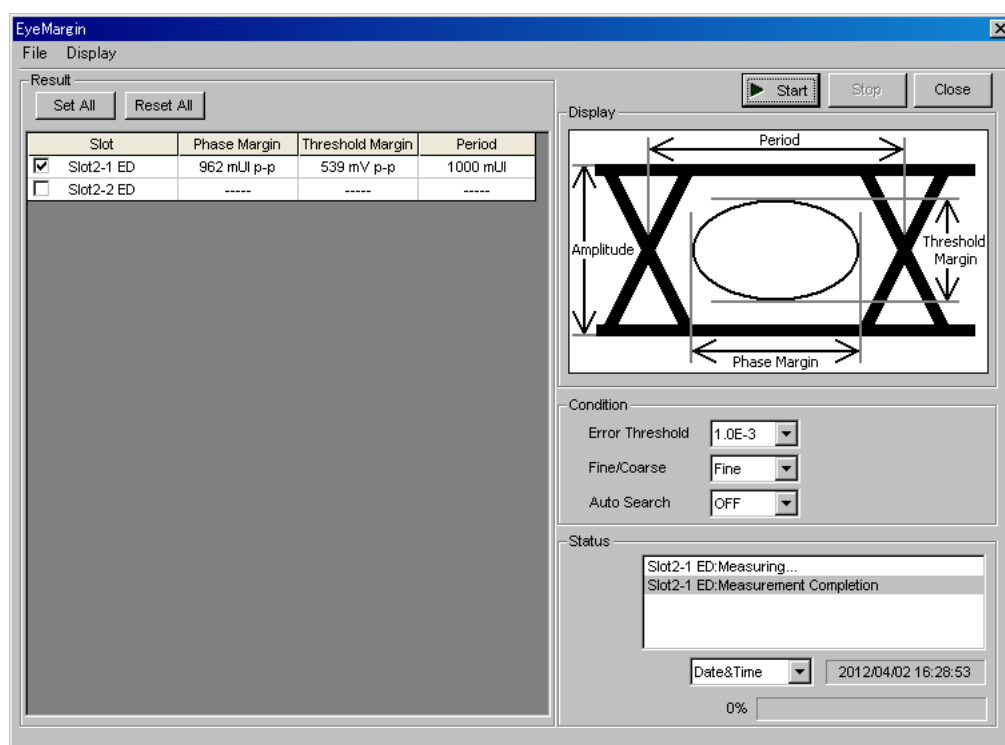 EyeMargin
File Display
Result
Set All Reset All
Slot Phase Margin Threshold Margin Period
Slot2-1 ED 962 mUI p-p 539 mV p-p 1000 mUI
Slot2-2 ED ----- ----- -----
Start Stop Close
Display
Period
Amplitude
Threshold
Margin
Phase Margin
Condition
Error Threshold 1.0E-3
Fine/Coarse Fine
Auto Search OFF
Status
Slot2-1 ED:Measuring...
Slot2-1 ED:Measurement Completion
Date&Time 2012/04/02 16:28:53
0%